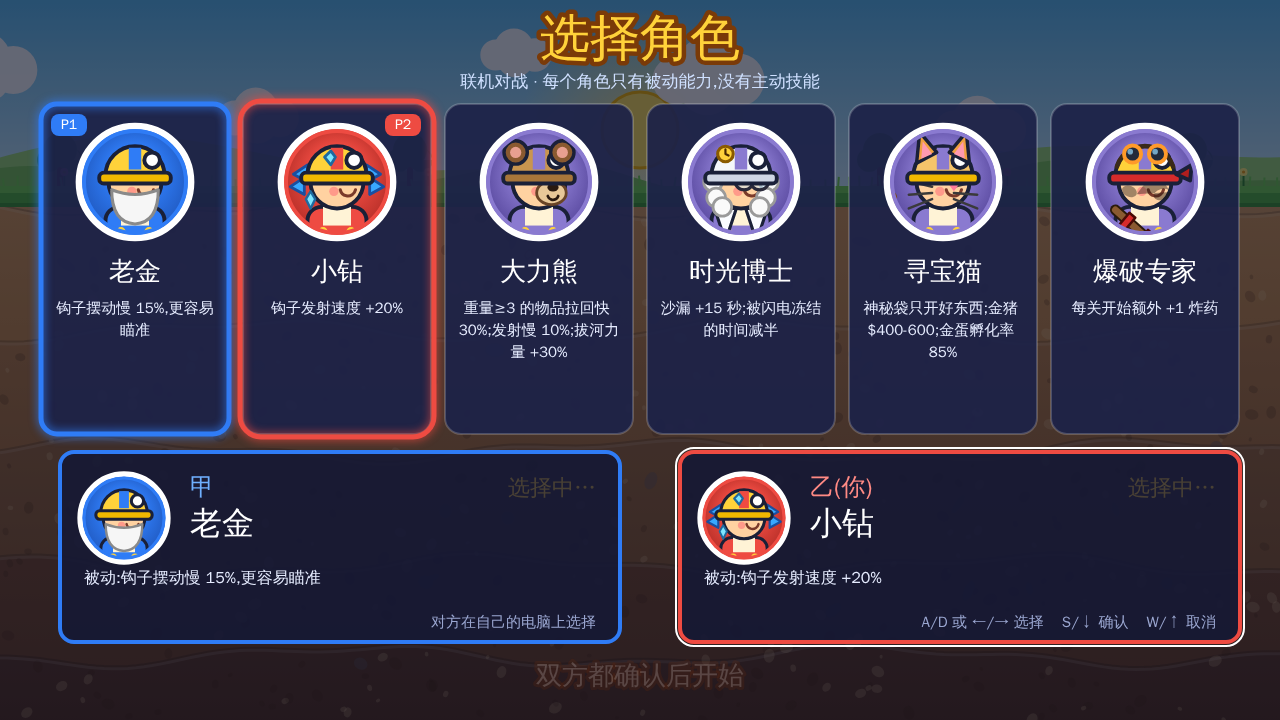 选择角色
联机对战 · 每个角色只有被动能力,没有主动技能
P1
老金
钩子摆动慢 15%,更容易
瞄准
P2
小钻
钩子发射速度 +20%
大力熊
重量≥3 的物品拉回快
30%;发射慢 10%;拔河力
量 +30%
时光博士
沙漏 +15 秒;被闪电冻结
的时间减半
寻宝猫
神秘袋只开好东西;金猪
$400-600;金蛋孵化率
85%
爆破专家
每关开始额外 +1 炸药
甲
选择中…
老金
被动:钩子摆动慢 15%,更容易瞄准
对方在自己的电脑上选择
乙(你)
选择中…
小钻
被动:钩子发射速度 +20%
A/D 或 ←/→ 选择 S/↓ 确认 W/↑ 取消
双方都确认后开始